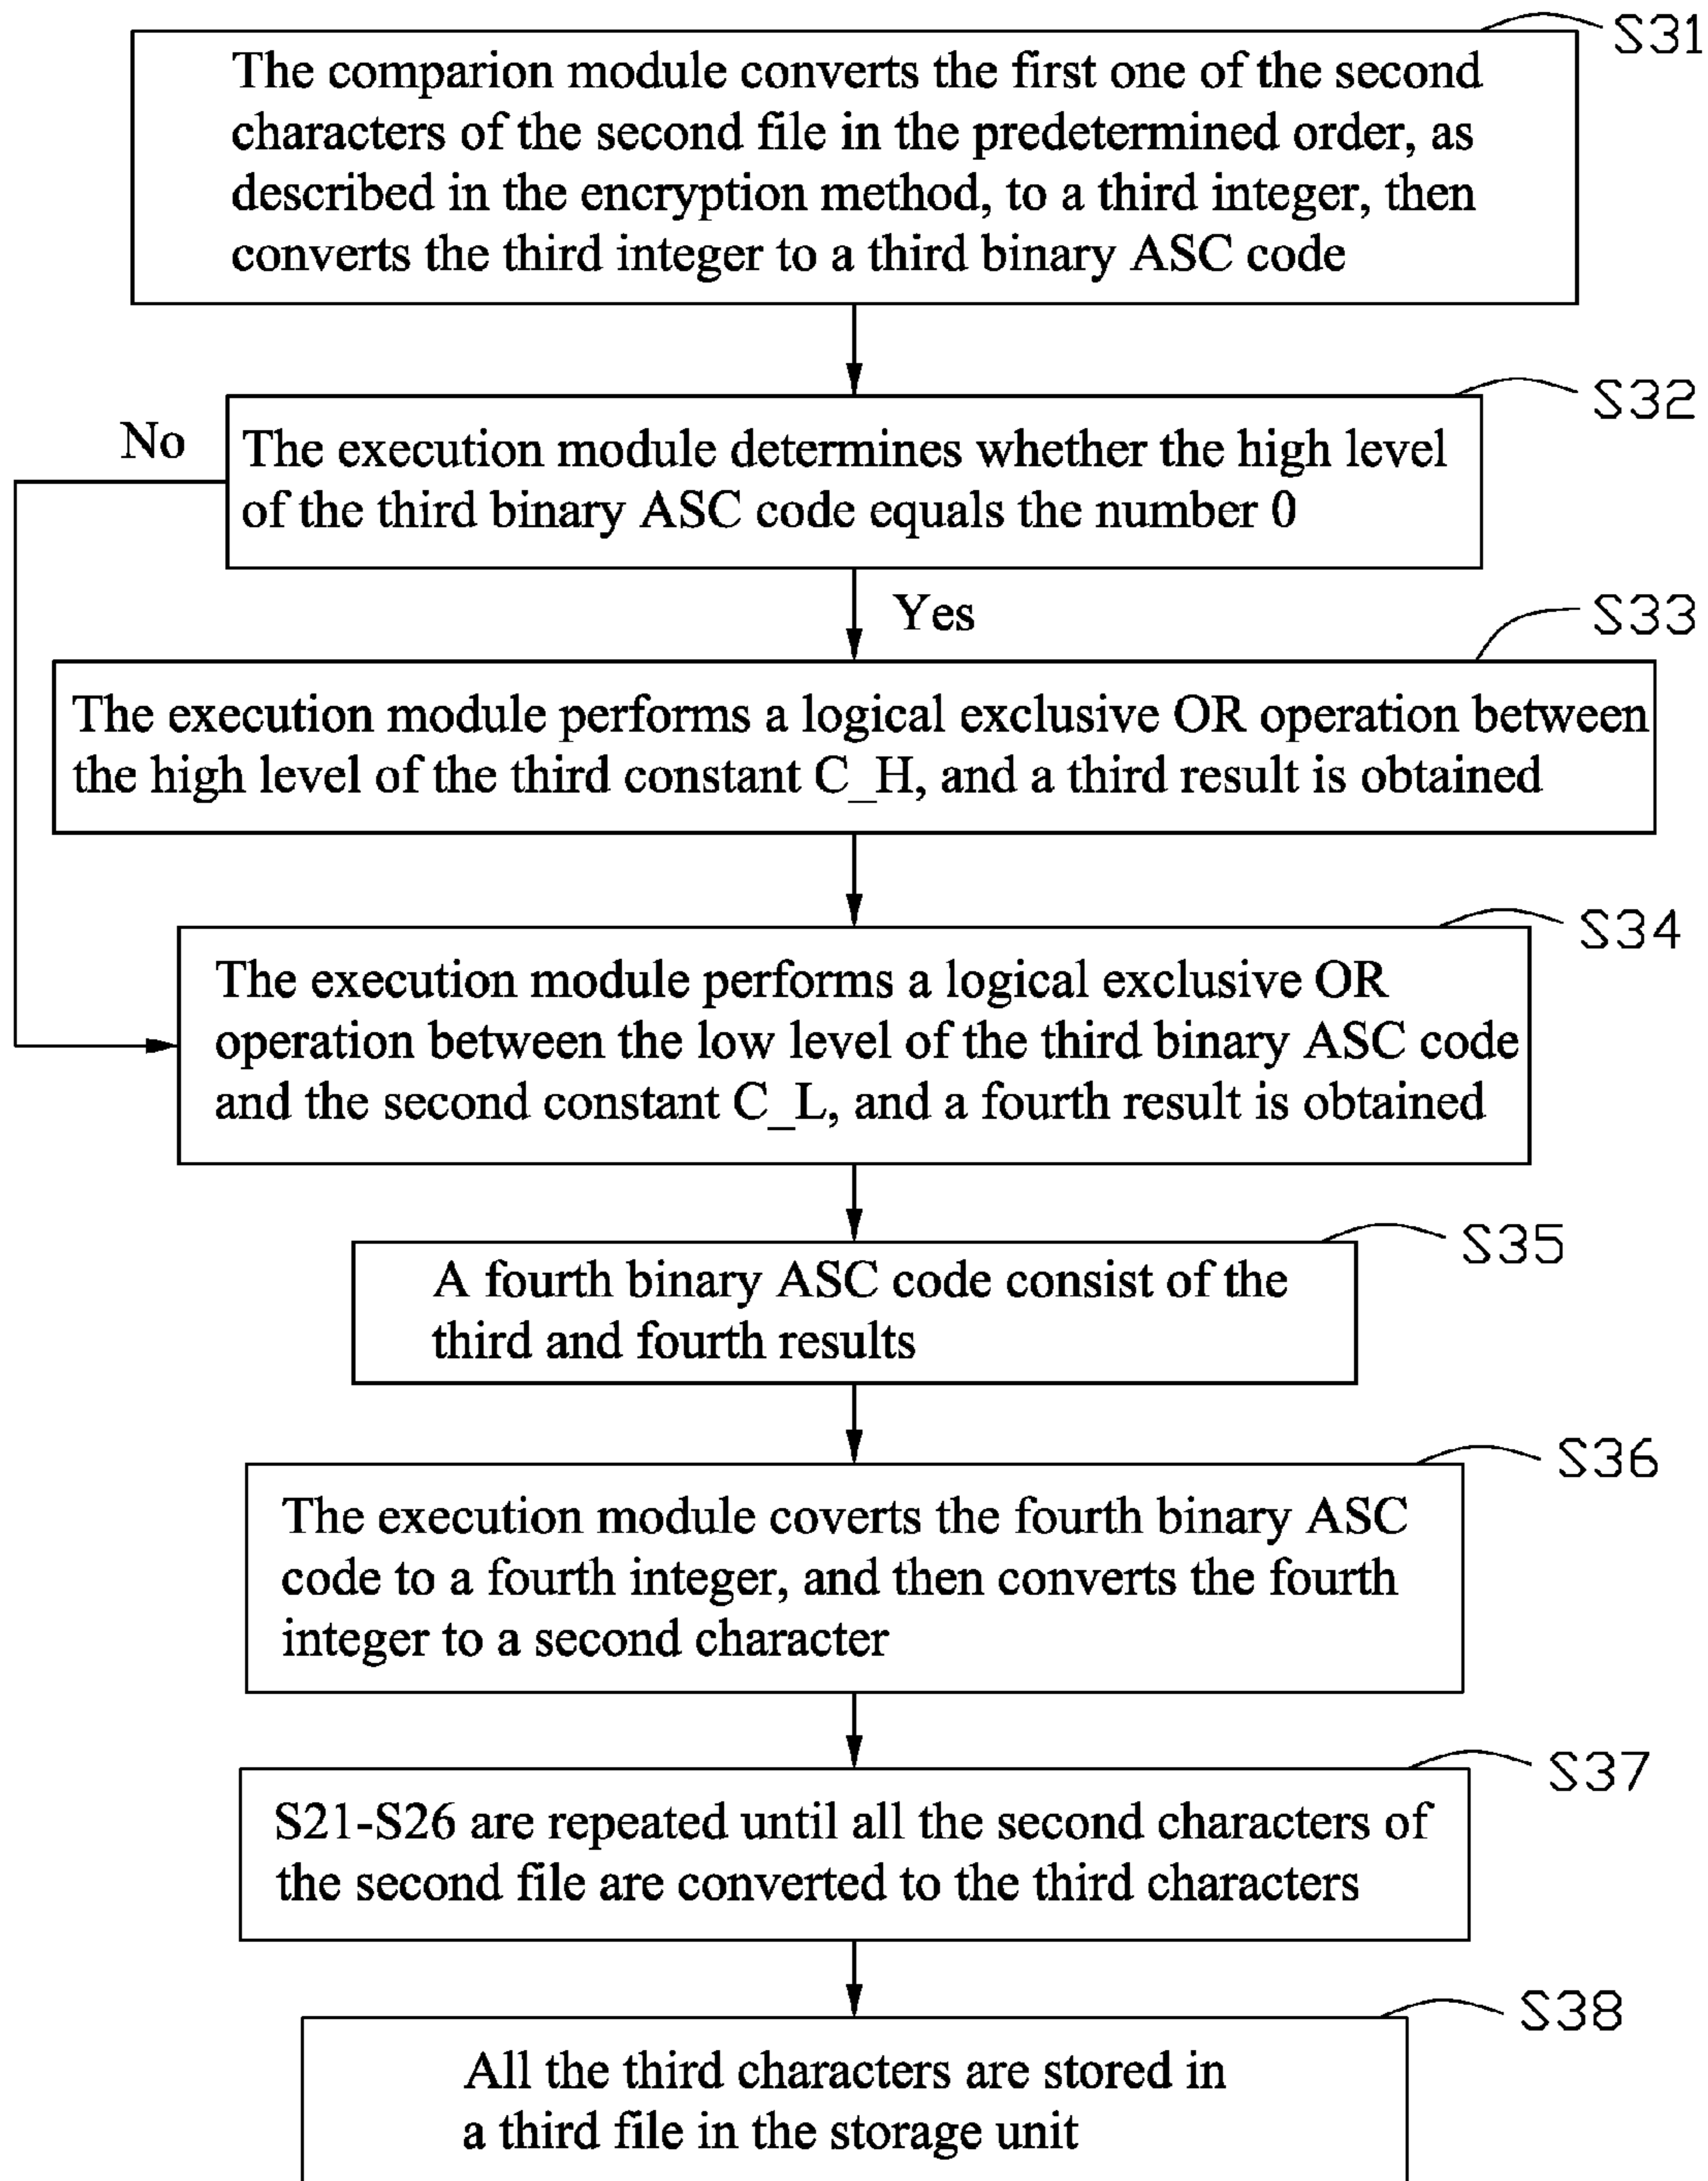 S31
The comparion module converts the first one of the second
characters of the second file in the predetermined order, as
described in the encryption method, to a third integer, then
converts the third integer to a third binary ASC code
S32
No
The execution module determines whether the high level
of the third binary ASC code equals the number 0
Yes
S33
The execution module performs a logical exclusive OR operation between
the high level of the third constant C_H, and a third result is obtained
S34
The execution module performs a logical exclusive OR
operation between the low level of the third binary ASC code
and the second constant C_L, and a fourth result is obtained
S35
A fourth binary ASC code consist of the
third and fourth results
S36
The execution module coverts the fourth binary ASC
code to a fourth integer, and then converts the fourth
integer to a second character
S37
S21-S26 are repeated until all the second characters of
the second file are converted to the third characters
S38
All the third characters are stored in
a third file in the storage unit